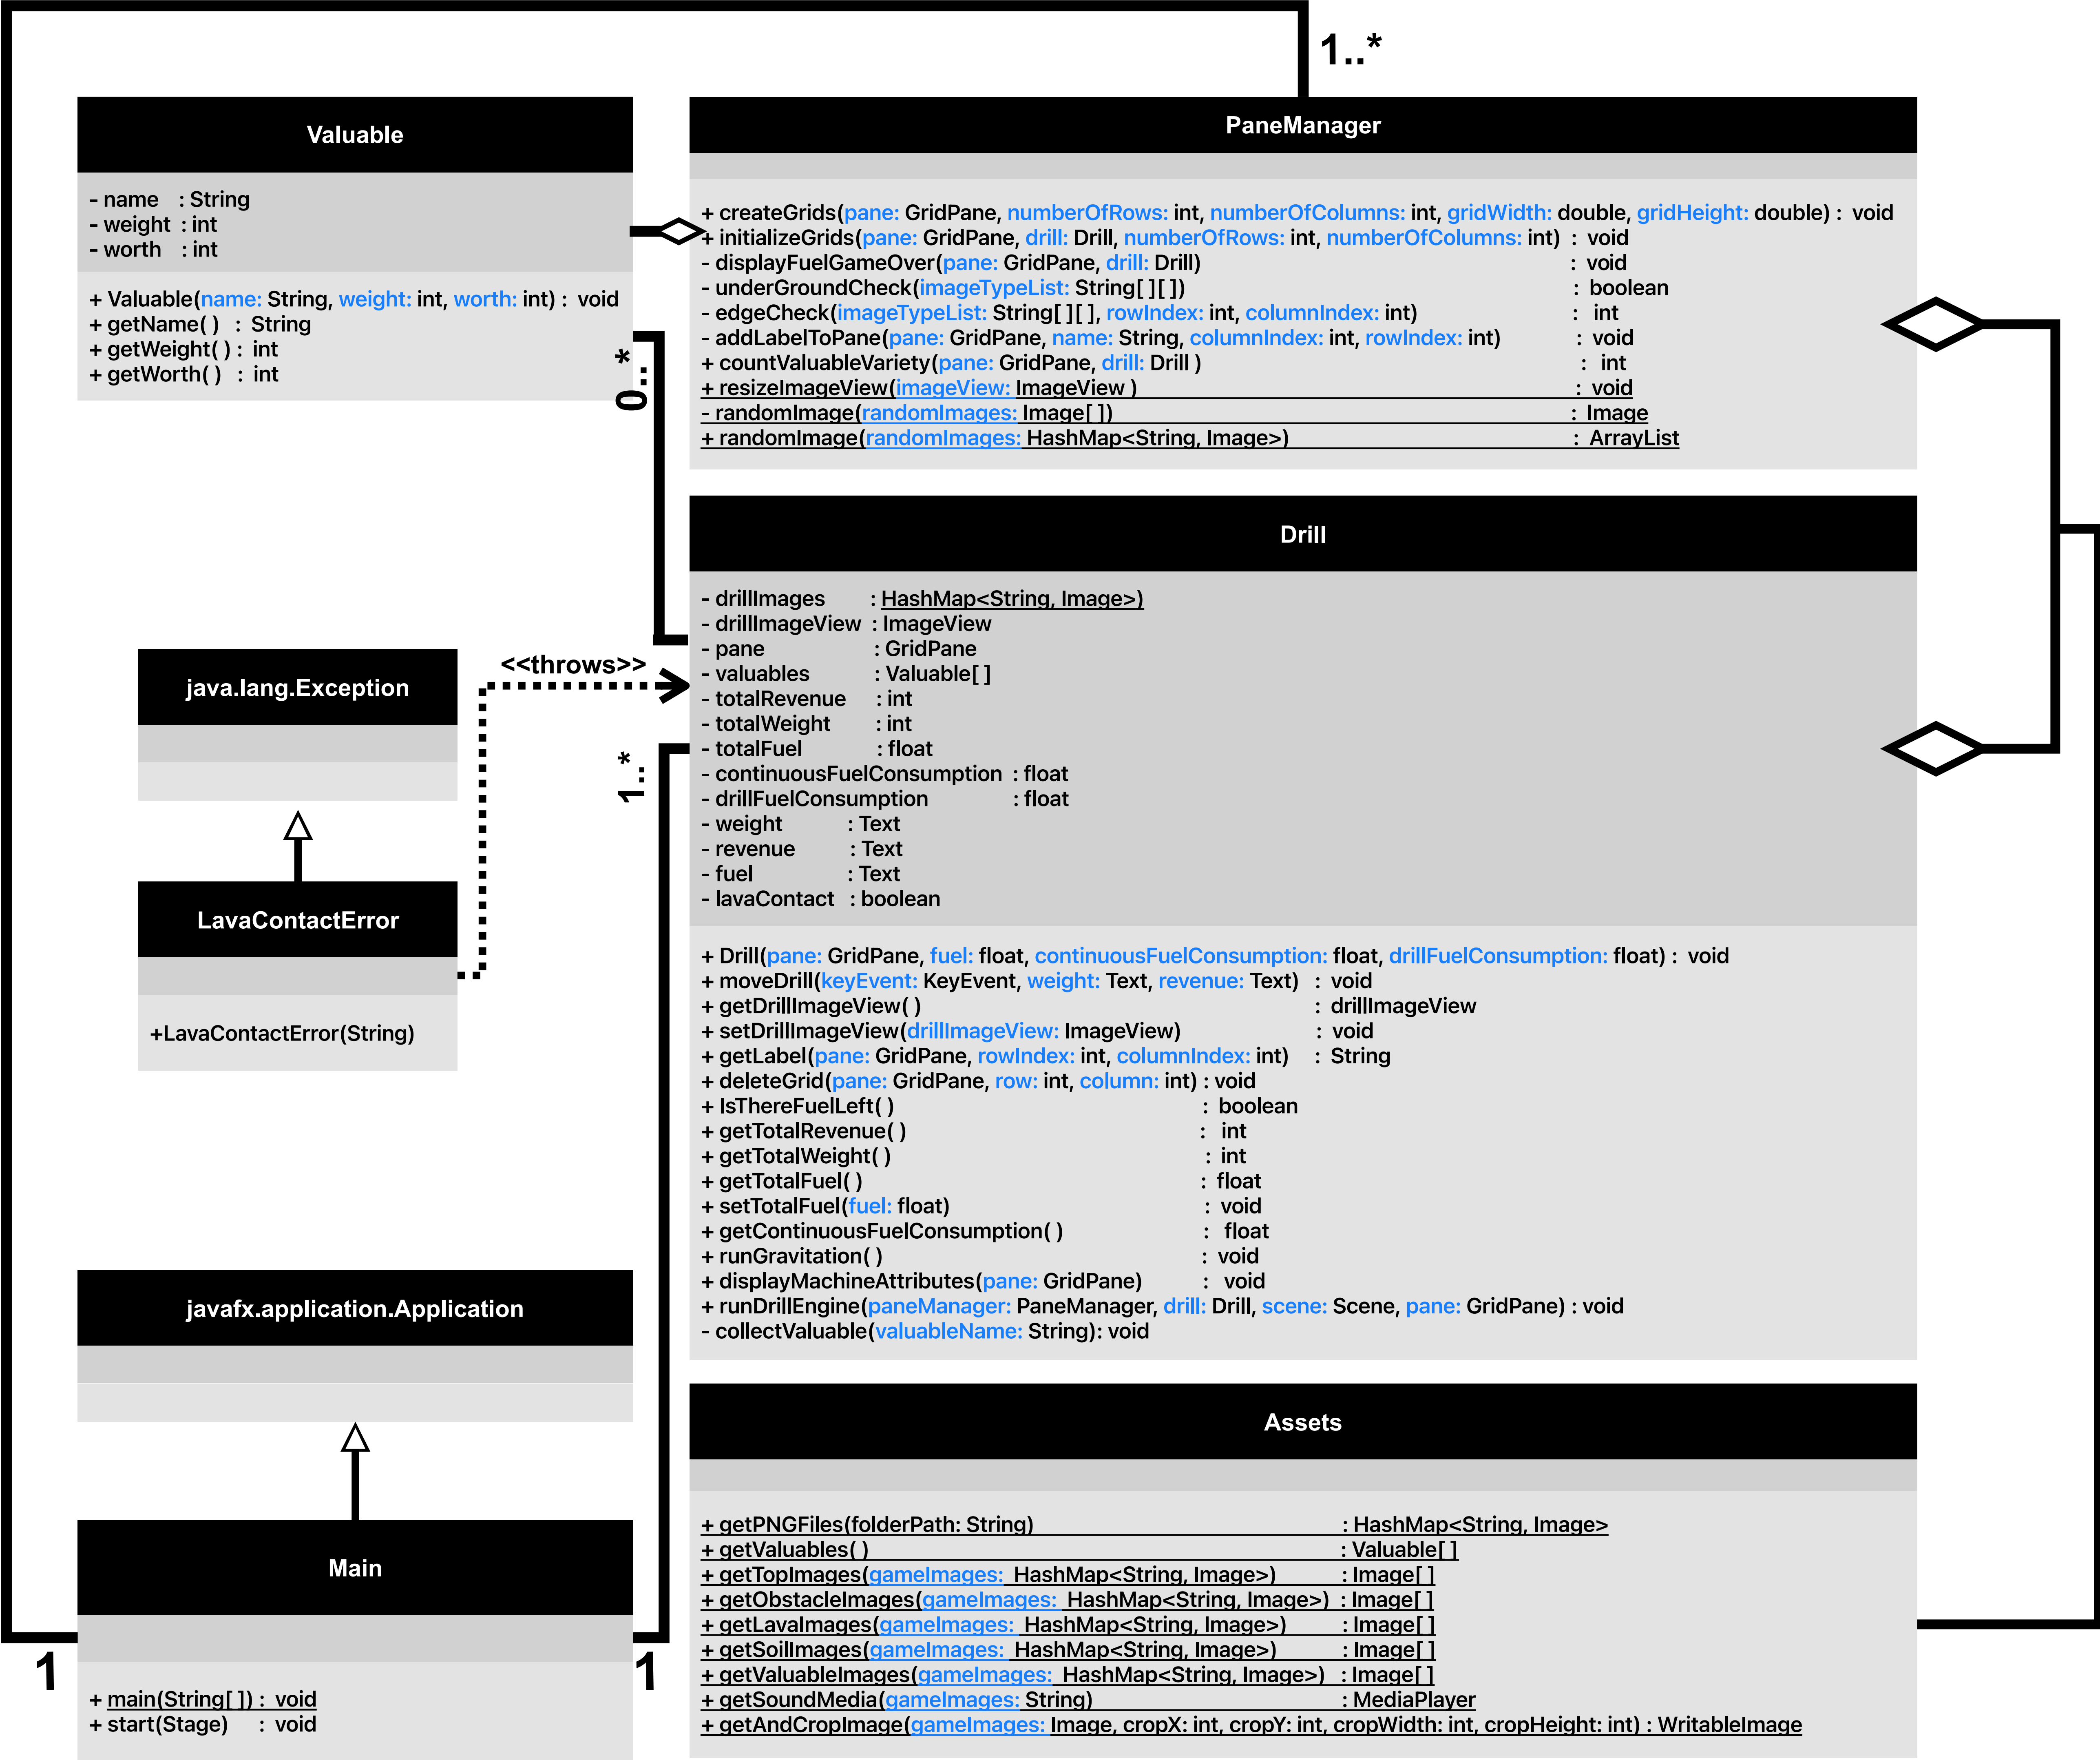 1..*
Valuable
- name : String
- weight : int
- worth : int
+ Valuable(name: String, weight: int, worth: int) : void
+ getName( ) : String
+ getWeight( ) : int
+ getWorth( ) : int
0..*
PaneManager
+ createGrids(pane: GridPane, numberOfRows: int, numberOfColumns: int, gridWidth: double, gridHeight: double) : void
+ initializeGrids(pane: GridPane, drill: Drill, numberOfRows: int, numberOfColumns: int) : void
- displayFuelGameOver(pane: GridPane, drill: Drill) : void
- underGroundCheck(imageTypeList: String[ ][ ]) : boolean
- edgeCheck(imageTypeList: String[ ][ ], rowIndex: int, columnIndex: int) : int
- addLabelToPane(pane: GridPane, name: String, columnIndex: int, rowIndex: int) : void
+ countValuableVariety(pane: GridPane, drill: Drill ) : int
+ resizeImageView(imageView: ImageView ) : void
- randomImage(randomImages: Image[ ]) : Image
+ randomImage(randomImages: HashMap<String, Image>) : ArrayList
Drill
- drillImages : HashMap<String, Image>)
- drillImageView : ImageView
- pane : GridPane
- valuables : Valuable[ ]
- totalRevenue : int
- totalWeight : int
- totalFuel : float
- continuousFuelConsumption : float
- drillFuelConsumption : float
- weight : Text
- revenue : Text
- fuel : Text
- lavaContact : boolean
+ Drill(pane: GridPane, fuel: float, continuousFuelConsumption: float, drillFuelConsumption: float) : void
+ moveDrill(keyEvent: KeyEvent, weight: Text, revenue: Text) : void
+ getDrillImageView( ) : drillImageView
+ setDrillImageView(drillImageView: ImageView) : void
+ getLabel(pane: GridPane, rowIndex: int, columnIndex: int) : String
+ deleteGrid(pane: GridPane, row: int, column: int) : void
+ IsThereFuelLeft( ) : boolean
+ getTotalRevenue( ) : int
+ getTotalWeight( ) : int
+ getTotalFuel( ) : float
+ setTotalFuel(fuel: float) : void
+ getContinuousFuelConsumption( ) : float
+ runGravitation( ) : void
+ displayMachineAttributes(pane: GridPane) : void
+ runDrillEngine(paneManager: PaneManager, drill: Drill, scene: Scene, pane: GridPane) : void
- collectValuable(valuableName: String): void
<<throws>>
1..*
java.lang.Exception
LavaContactError
+LavaContactError(String)
javafx.application.Application
Main
+ main(String[ ]) : void
+ start(Stage) : void
1
1
Assets
+ getPNGFiles(folderPath: String) : HashMap<String, Image>
+ getValuables( ) : Valuable[ ]
+ getTopImages(gameImages: HashMap<String, Image>) : Image[ ]
+ getObstacleImages(gameImages: HashMap<String, Image>) : Image[ ]
+ getLavaImages(gameImages: HashMap<String, Image>) : Image[ ]
+ getSoilImages(gameImages: HashMap<String, Image>) : Image[ ]
+ getValuableImages(gameImages: HashMap<String, Image>) : Image[ ]
+ getSoundMedia(gameImages: String) : MediaPlayer
+ getAndCropImage(gameImages: Image, cropX: int, cropY: int, cropWidth: int, cropHeight: int) : WritableImage